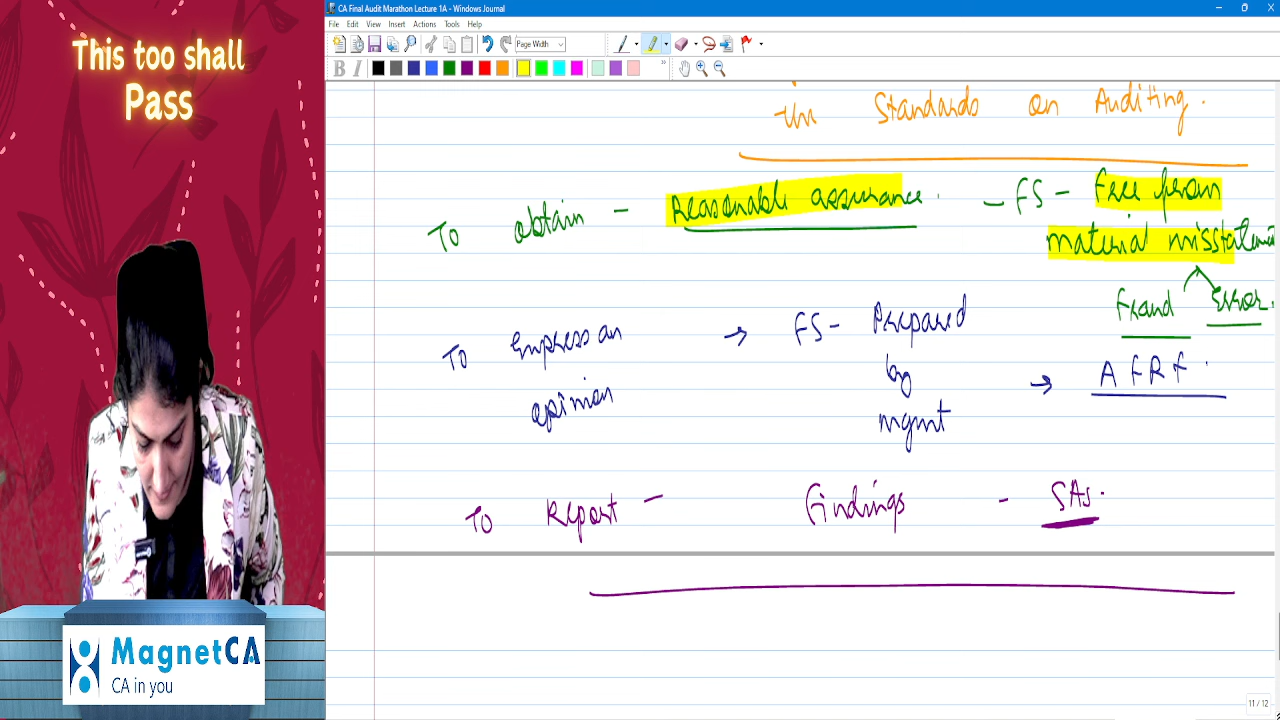 This too shall
Pass
CA Final Audit Marathon Lecture 1A - Windows Journal
File Edit View Insert Actions Tools Help
Page Width
B I
in Standards on Auditing.
To obtain - Reasonable assurance. - FS - free from
material misstatement
Fraud Error.
To Express an → FS - Prepared
opinion by → AFRF.
mgmt
To Report - Findings - SAs.
MagnetCA
CA in you
11 / 12